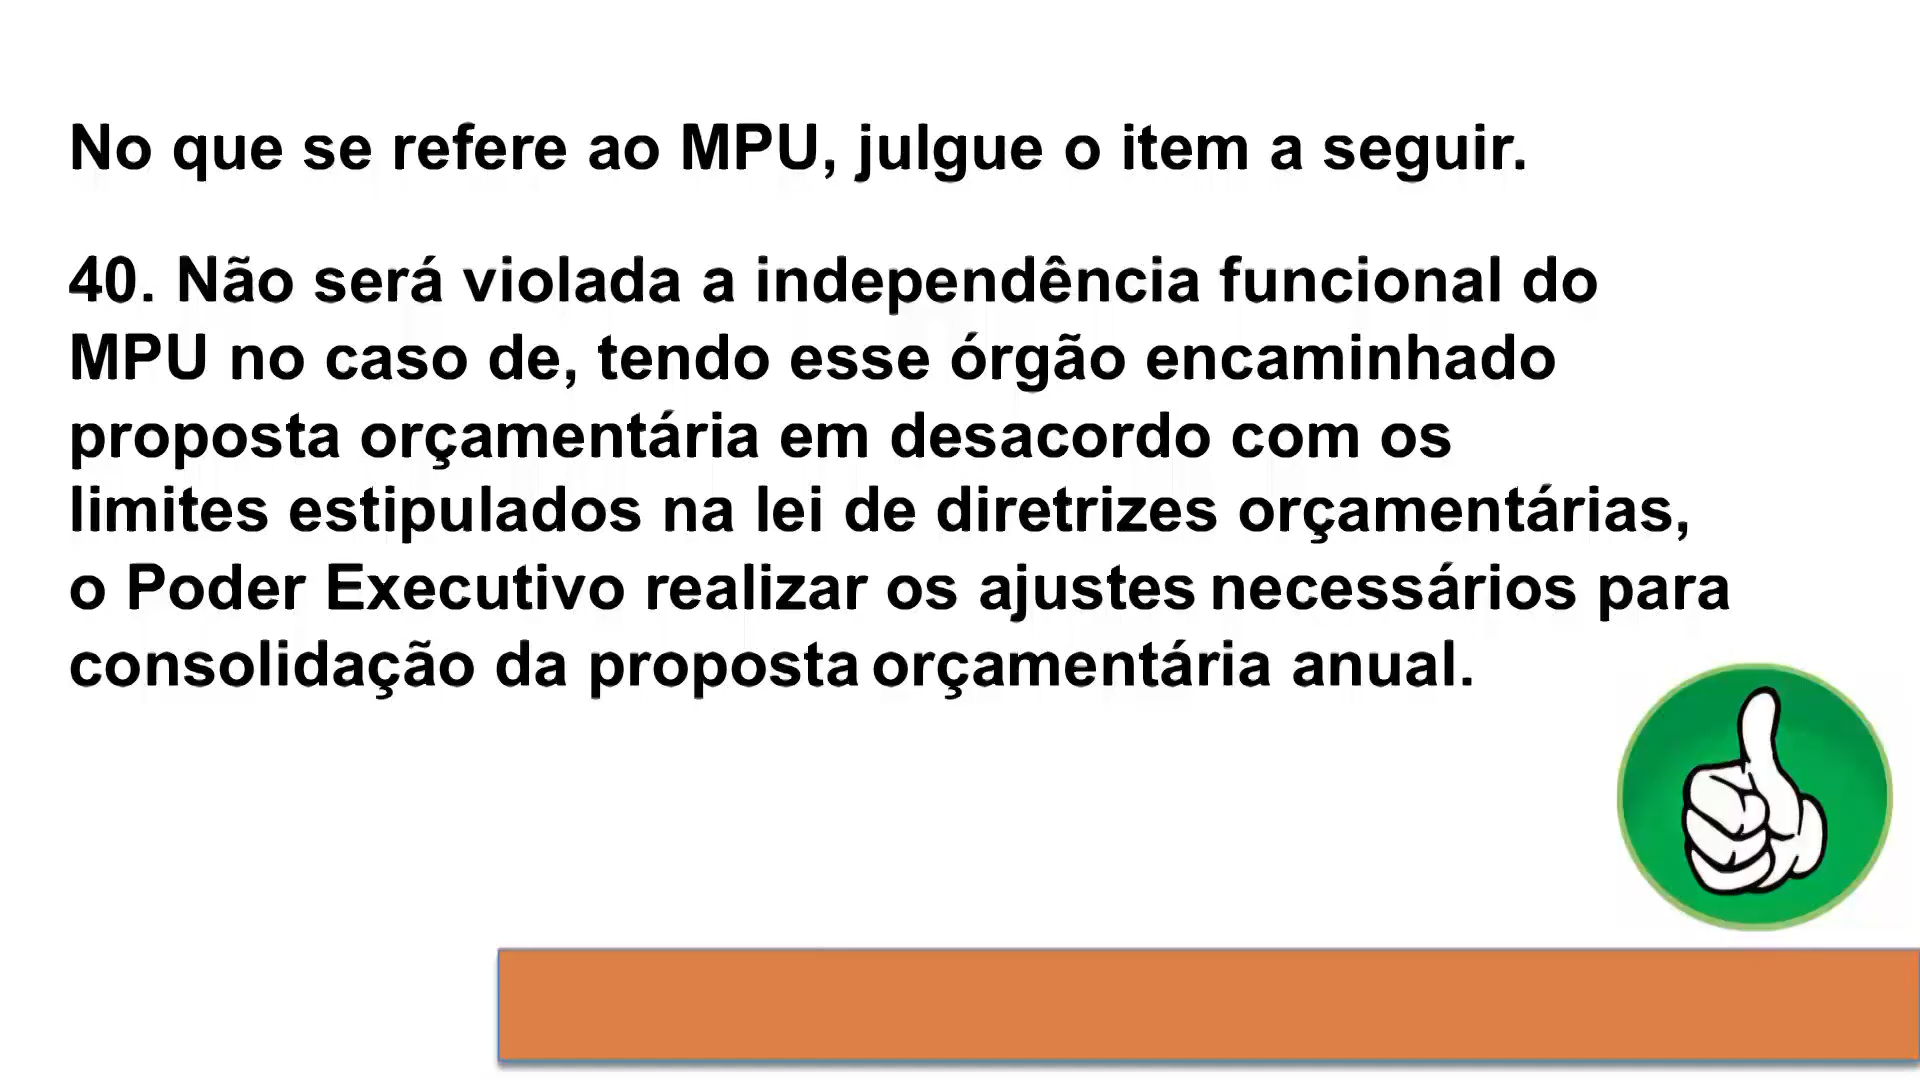 No que se refere ao MPU, julgue o item a seguir.
40. Não será violada a independência funcional do
MPU no caso de, tendo esse órgão encaminhado
proposta orçamentária em desacordo com os
limites estipulados na lei de diretrizes orçamentárias,
o Poder Executivo realizar os ajustes necessários para
consolidação da proposta orçamentária anual.